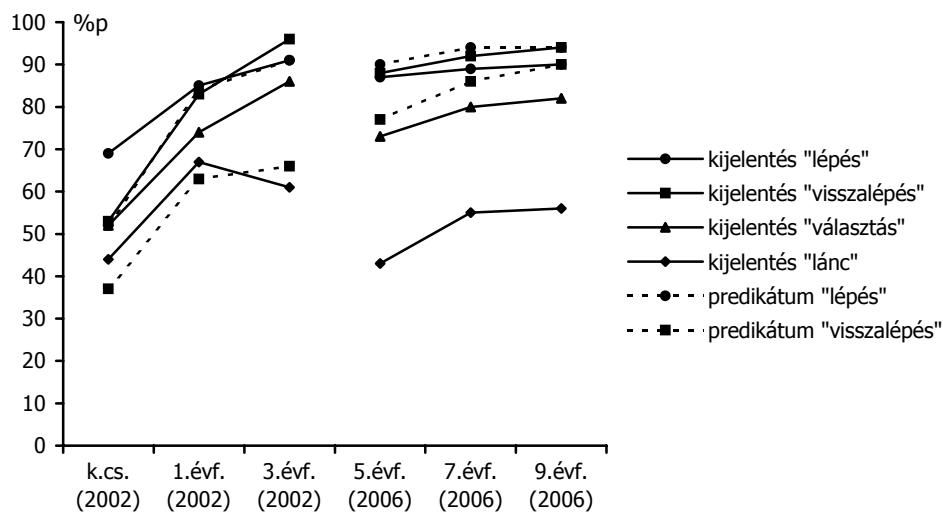 %p
100
90
80
70
60
50
40
30
20
10
0
k.cs. 1.évf. 3.évf. 5.évf. 7.évf. 9.évf.
(2002) (2002) (2002) (2006) (2006) (2006)
kijelentés "lépés"
kijelentés "visszalépés"
kijelentés "választás"
kijelentés "lánc"
predikátum "lépés"
predikátum "visszalépés"